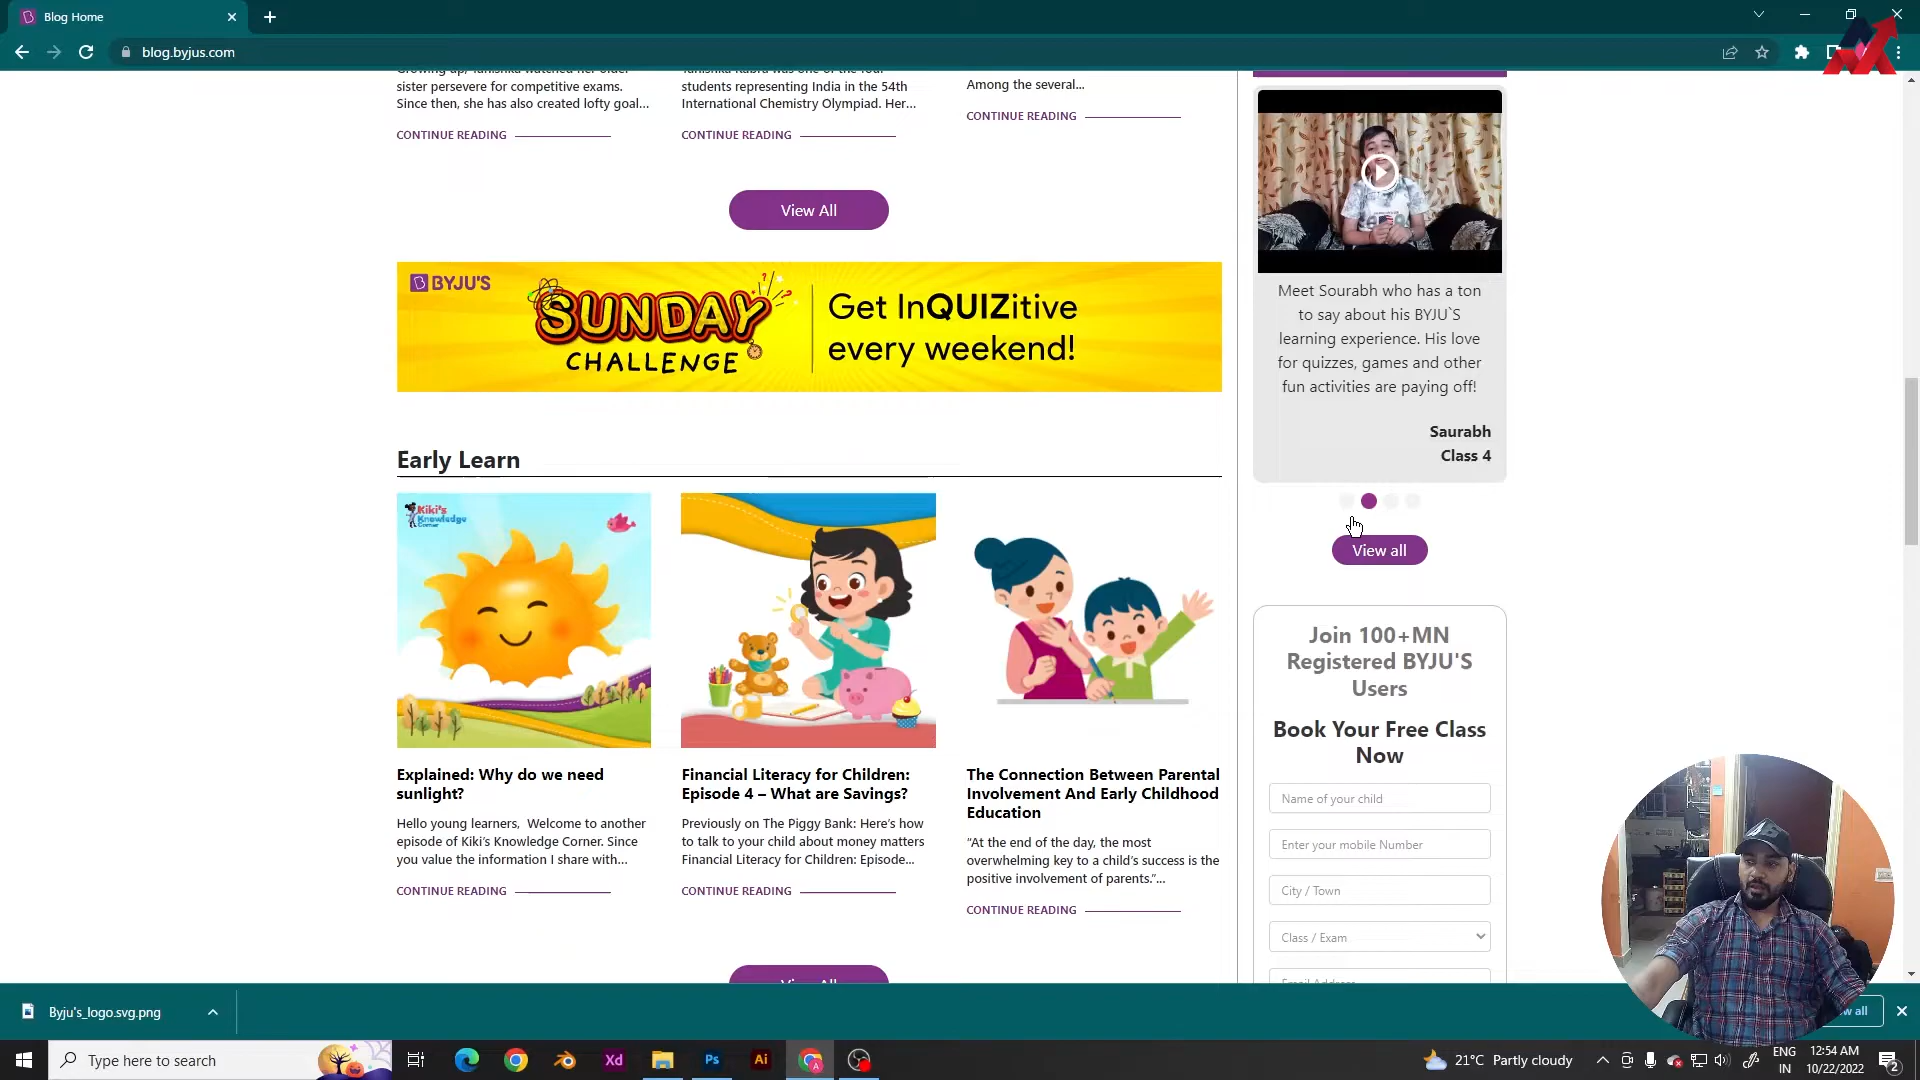 Blog Home
blog.byjus.com
sister persevere for competitive exams.
Since then, she has also created lofty goal...
CONTINUE READING
students representing India in the 54th
International Chemistry Olympiad. Her...
CONTINUE READING
Among the several...
CONTINUE READING
View All
BYJU'S
SUNDAY
CHALLENGE
Get InQUIZitive
every weekend!
Early Learn
Kiki's
Knowledge
Corner
Explained: Why do we need
sunlight?
Hello young learners, Welcome to another
episode of Kiki's Knowledge Corner. Since
you value the information I share with...
CONTINUE READING
Financial Literacy for Children:
Episode 4 – What are Savings?
Previously on The Piggy Bank: Here's how
to talk to your child about money matters
Financial Literacy for Children: Episode...
CONTINUE READING
The Connection Between Parental
Involvement And Early Childhood
Education
“At the end of the day, the most
overwhelming key to a child's success is the
positive involvement of parents.”...
CONTINUE READING
View All
Meet Sourabh who has a ton
to say about his BYJU`S
learning experience. His love
for quizzes, games and other
fun activities are paying off!
Saurabh
Class 4
View all
Join 100+MN
Registered BYJU'S
Users
Book Your Free Class
Now
Name of your child
Enter your mobile Number
City / Town
Class / Exam
Email Address
Byju's_logo.svg.png
all
Type here to search
Xd
Ps
Ai
21°C Partly cloudy
ENG
IN
12:54 AM
10/22/2022
2